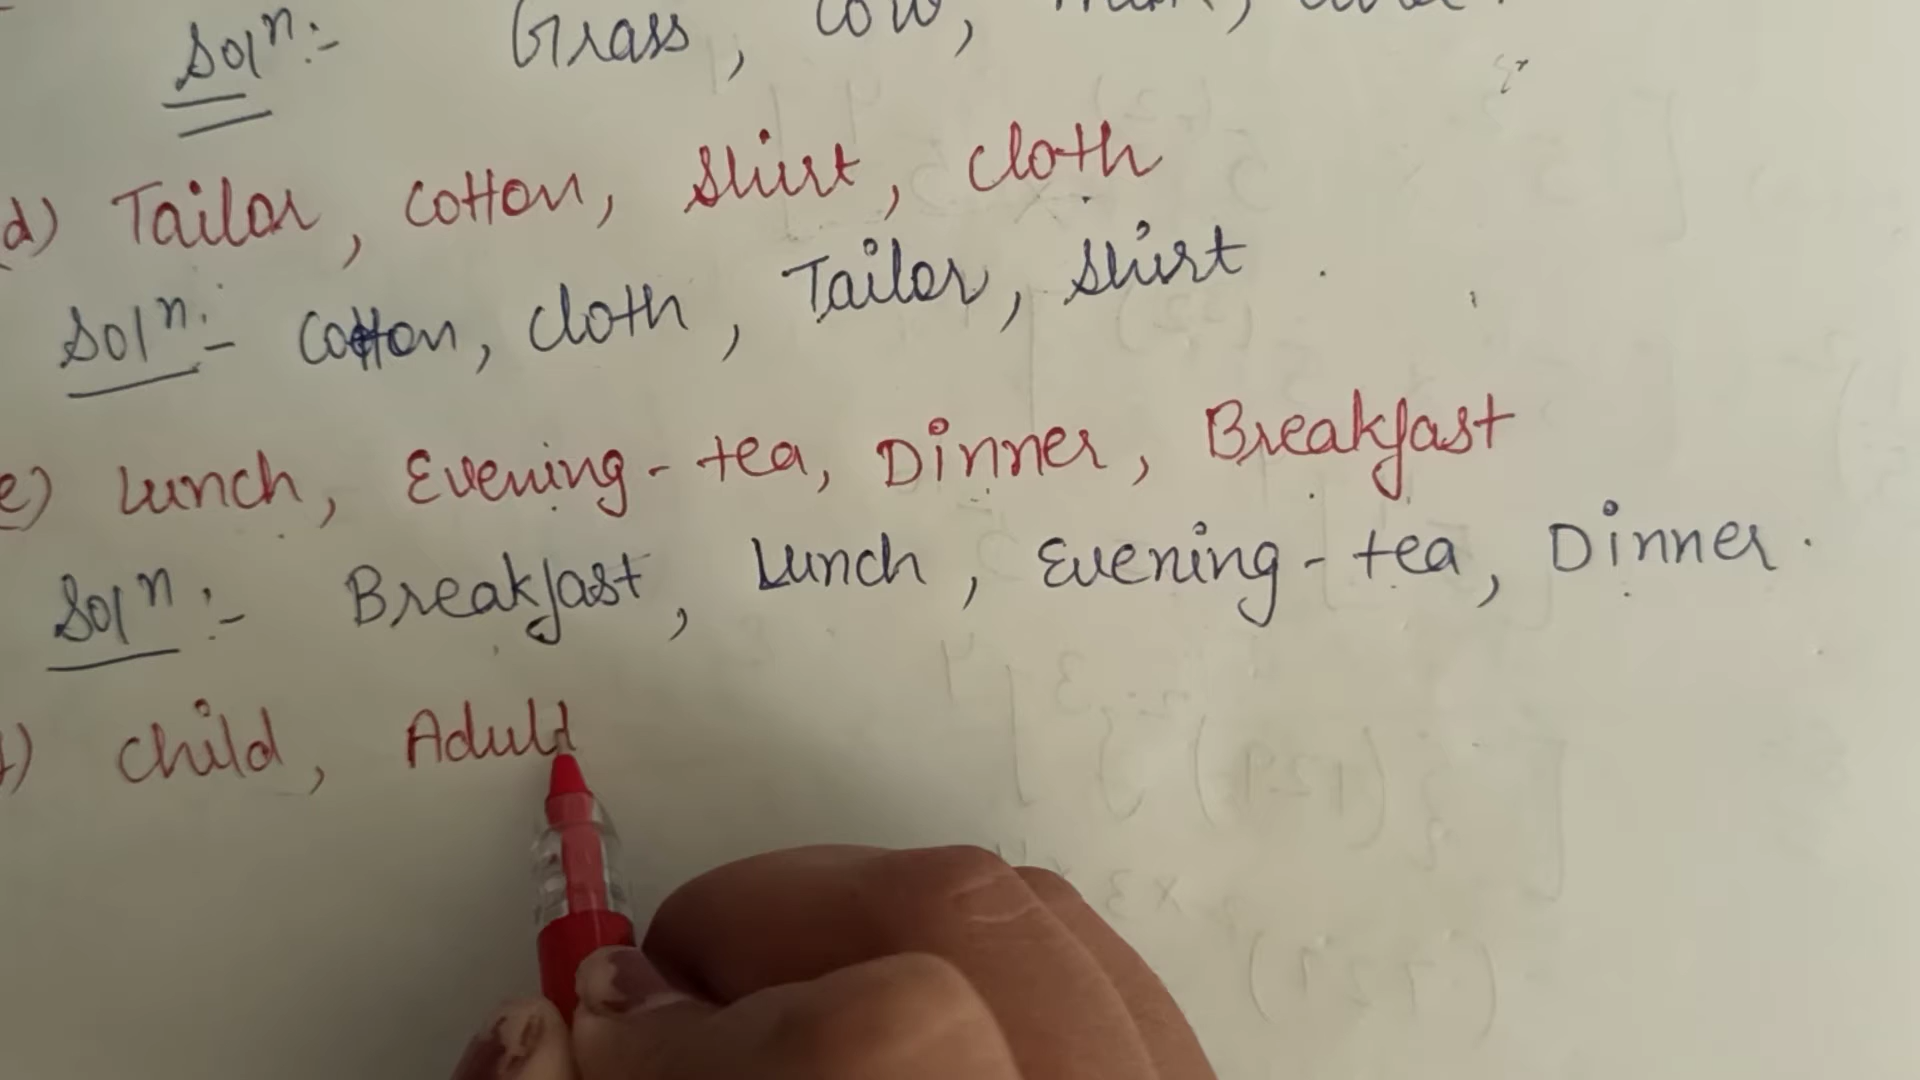 Solⁿ:- Grass, Cow,
d) Tailor, Cotton, Shirt, Cloth
Solⁿ:- Cotton, Cloth, Tailor, Shirt.
e) Lunch, Evening-tea, Dinner, Breakfast
Solⁿ:- Breakfast, Lunch, Evening-tea, Dinner.
) Child, Adult